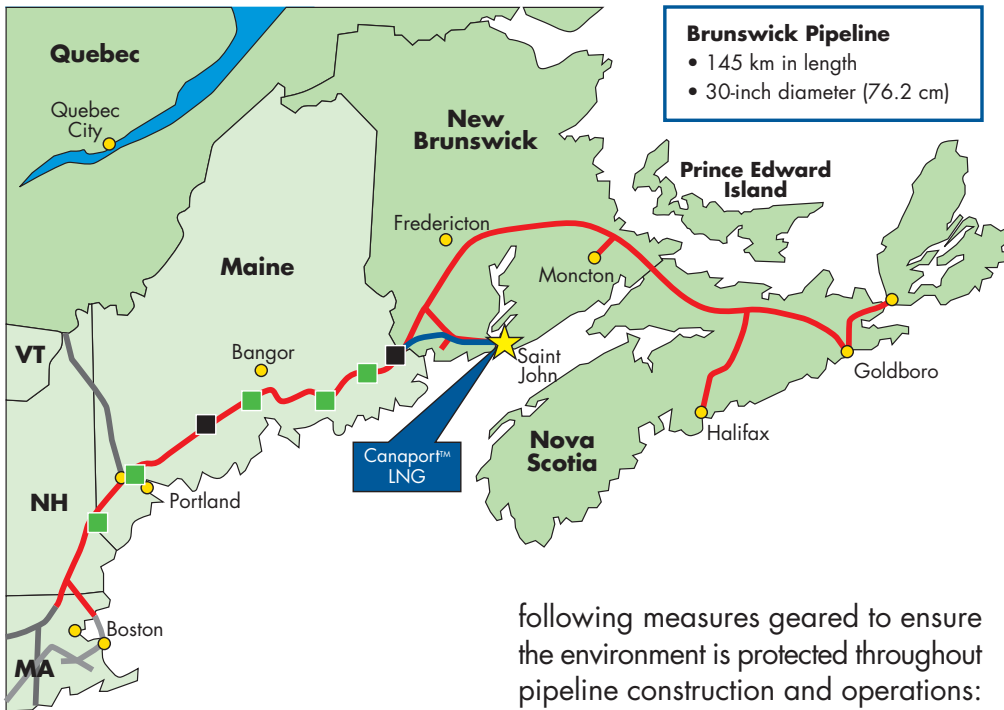 Brunswick Pipeline
• 145 km in length
• 30-inch diameter (76.2 cm)
Quebec
Quebec
City
New
Brunswick
Prince Edward
Island
Fredericton
Maine
Moncton
VT
Bangor
Saint
John
Goldboro
Canaport™
LNG
Halifax
Nova
Scotia
NH
Portland
Boston
MA
following measures geared to ensure
the environment is protected throughout
pipeline construction and operations: